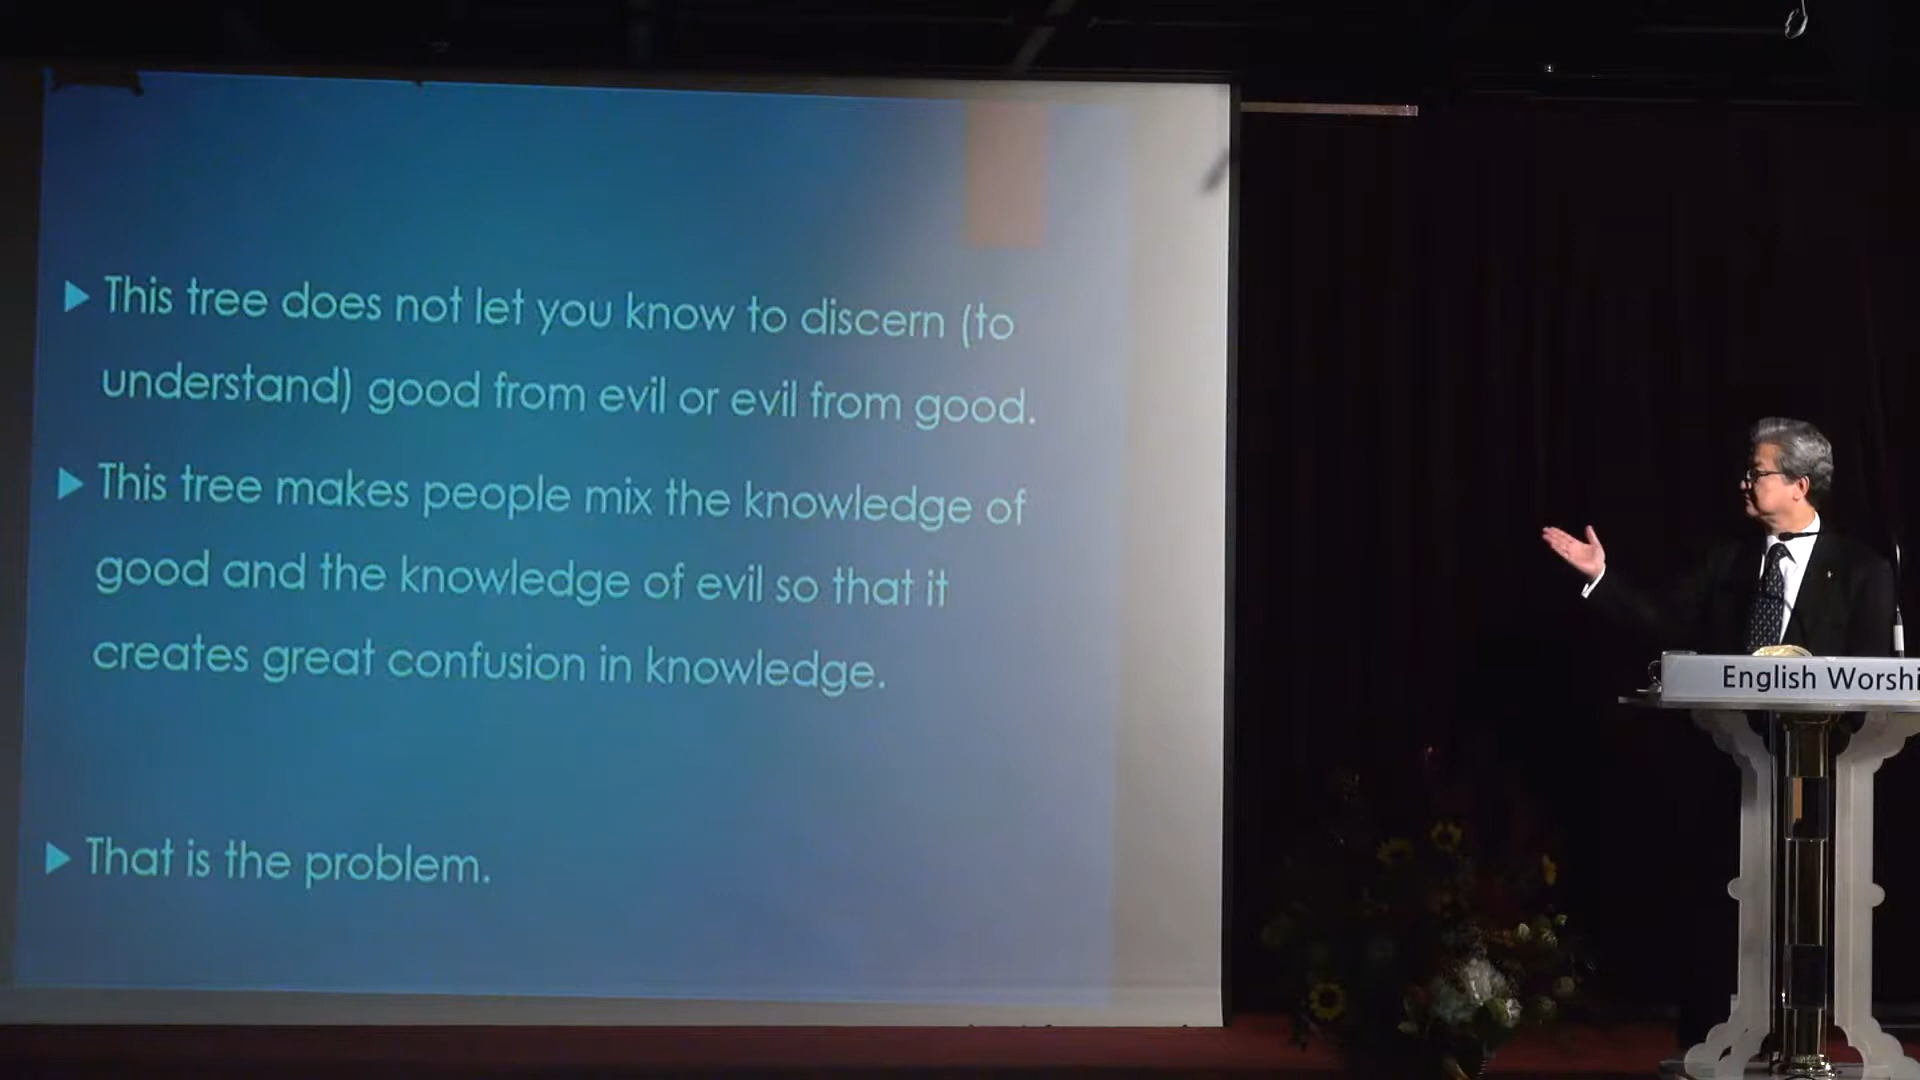 This tree does not let you know to discern (to
understand) good from evil or evil from good.
This tree makes people mix the knowledge of
good and the knowledge of evil so that it
creates great confusion in knowledge.
That is the problem.
English Worshi